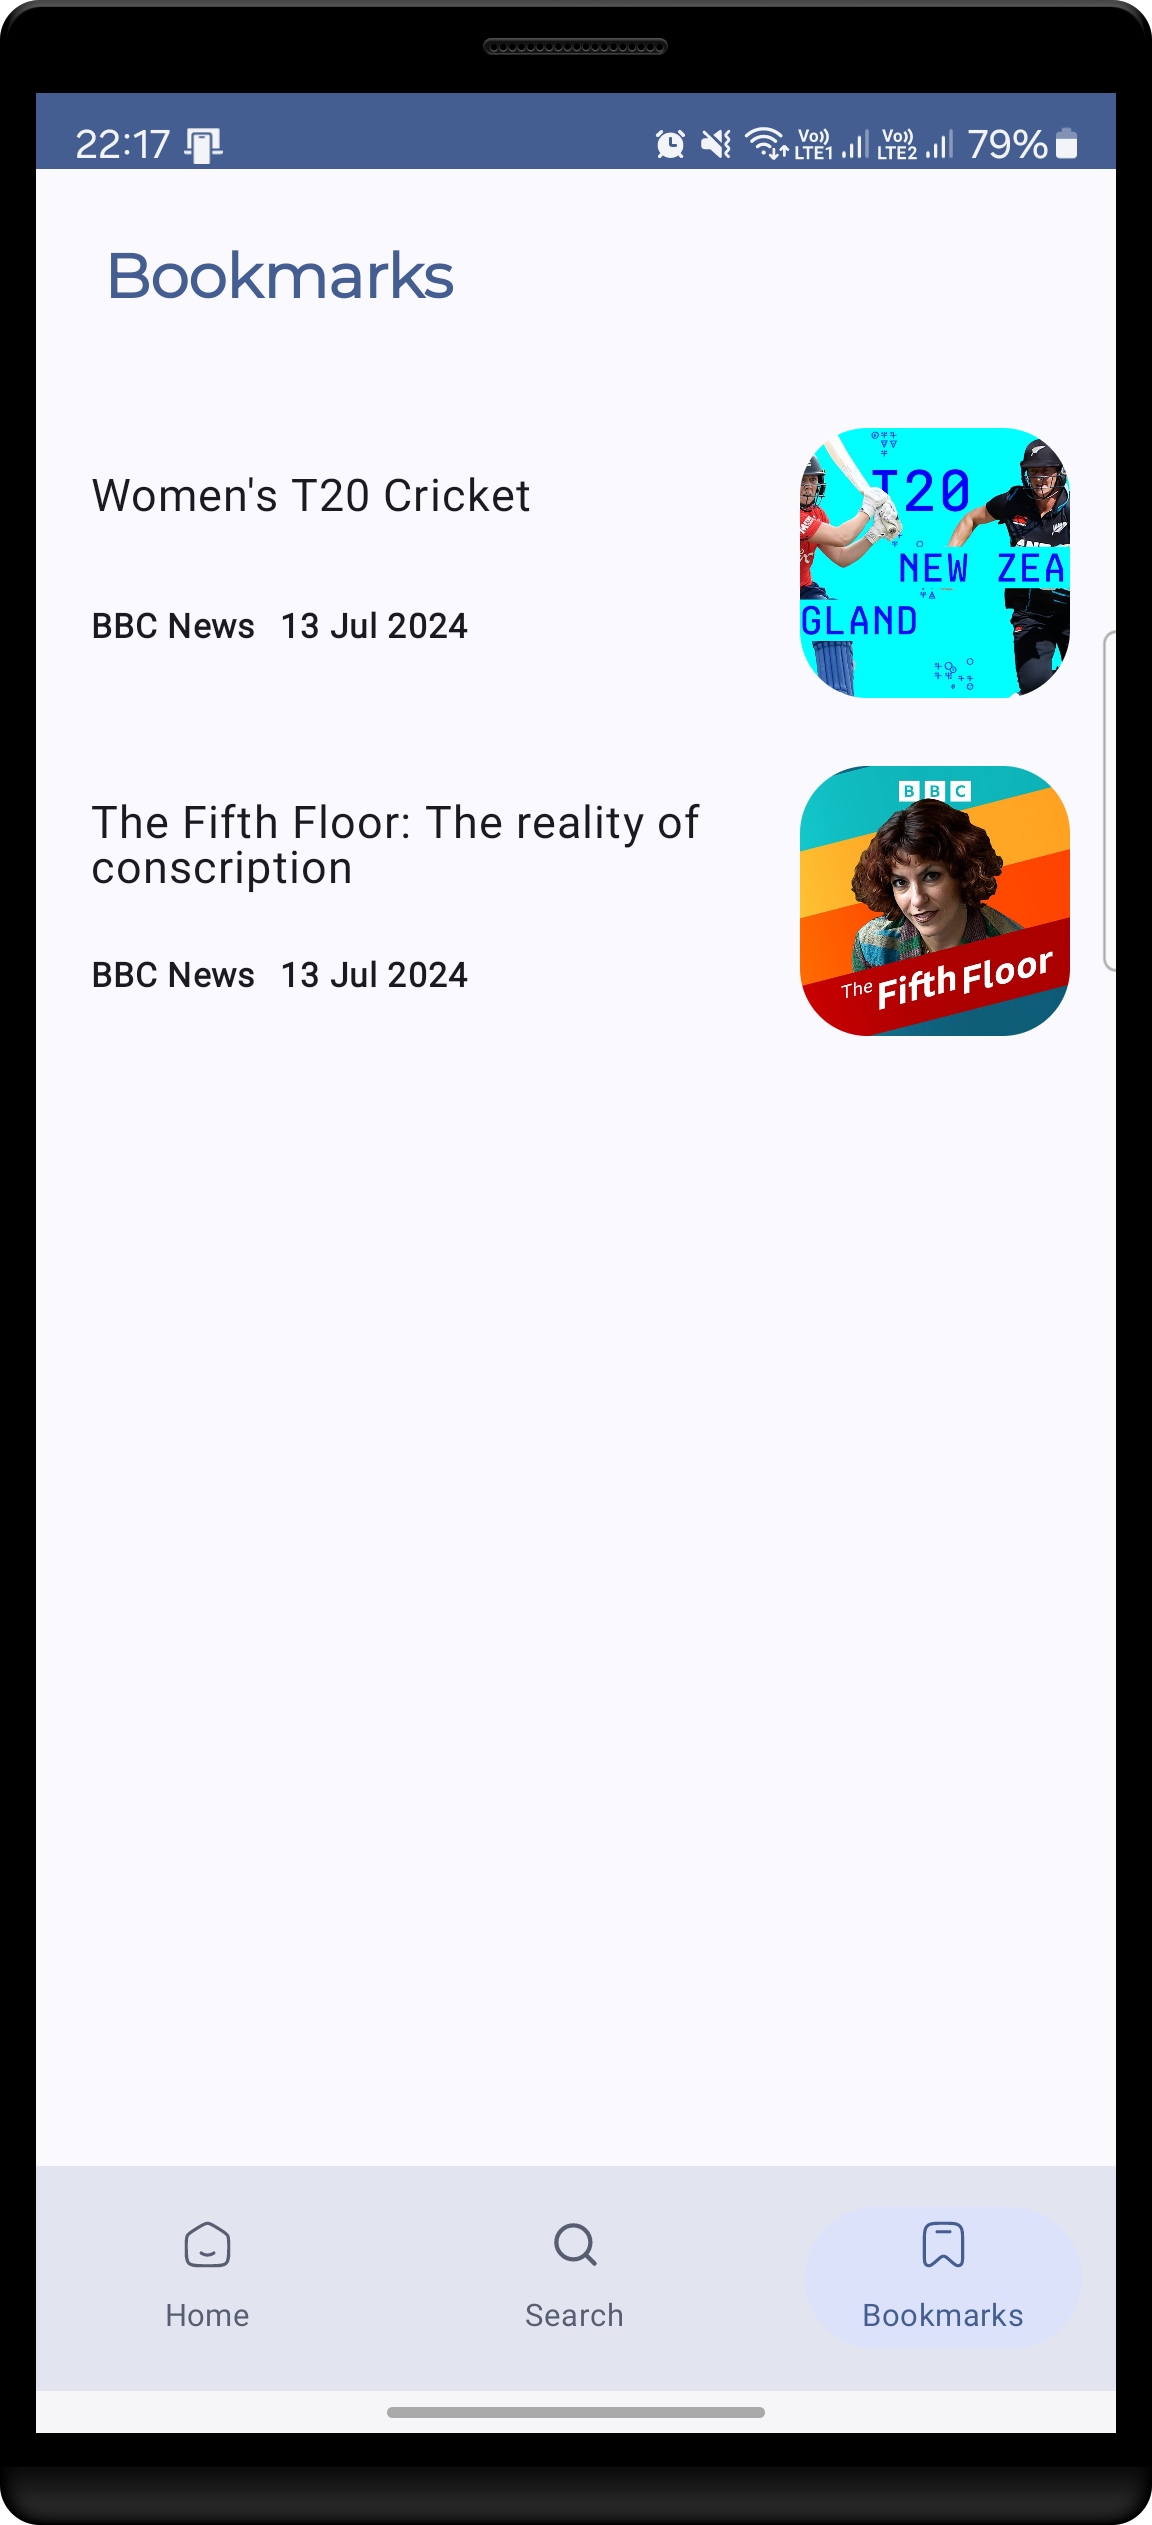 22:17 Vo)) LTE1 Vo)) LTE2 79%
Bookmarks
Women's T20 Cricket
BBC News 13 Jul 2024
T20
NEW ZEA
GLAND
The Fifth Floor: The reality of
conscription
BBC News 13 Jul 2024
BBC
The Fifth Floor
Home Search Bookmarks